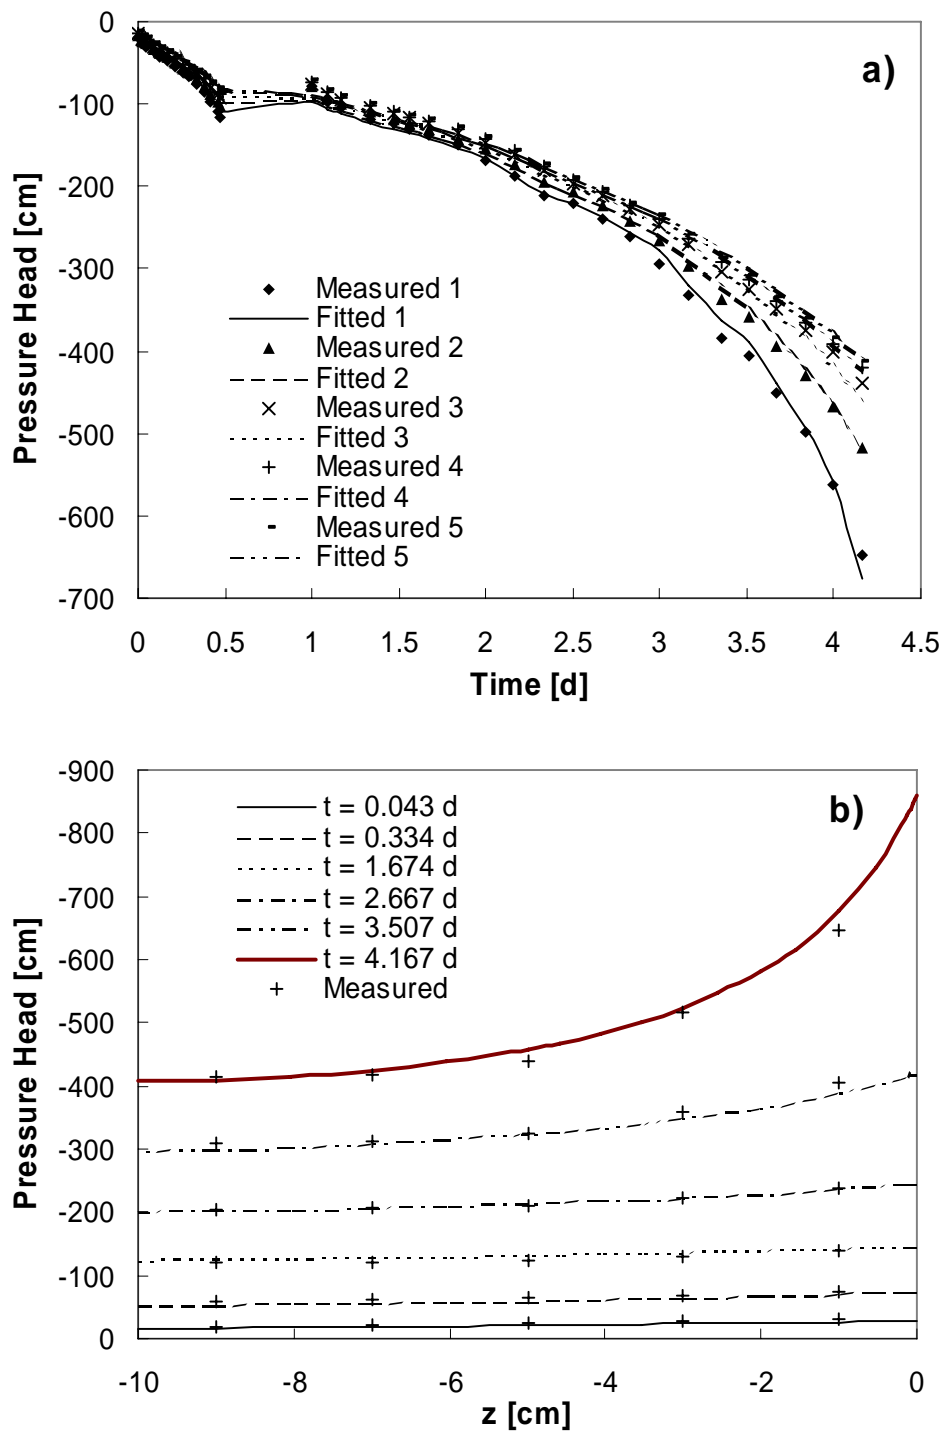 a)
0
-100
-200
-300
-400
-500
-600
-700
Pressure Head [cm]
Measured 1
Fitted 1
Measured 2
Fitted 2
Measured 3
Fitted 3
Measured 4
Fitted 4
Measured 5
Fitted 5
0 0.5 1 1.5 2 2.5 3 3.5 4 4.5
Time [d]
b)
-900
-800
-700
-600
-500
-400
-300
-200
-100
0
Pressure Head [cm]
t = 0.043 d
t = 0.334 d
t = 1.674 d
t = 2.667 d
t = 3.507 d
t = 4.167 d
Measured
-10 -8 -6 -4 -2 0
z [cm]